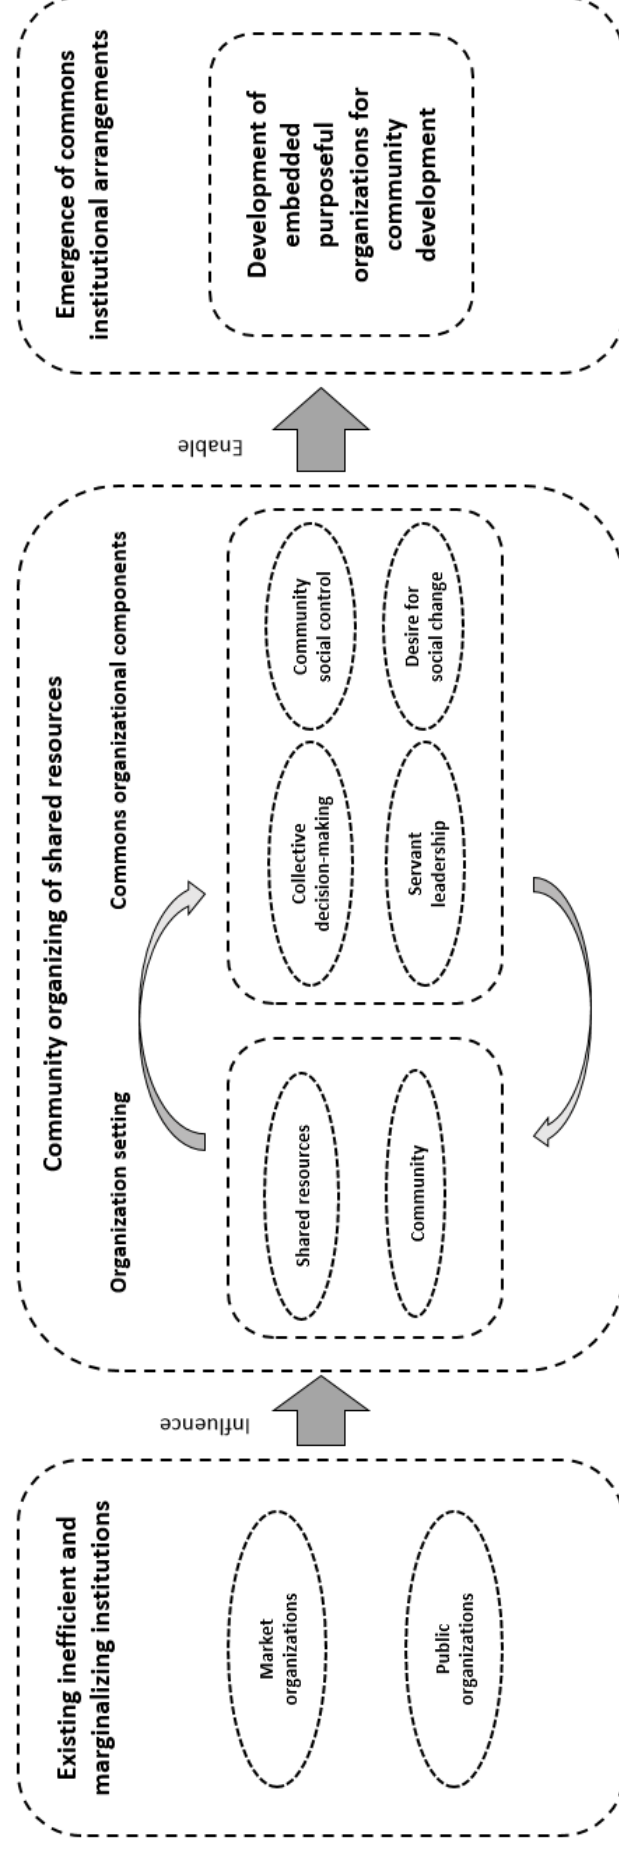 Existing inefficient and
marginalizing institutions
Market
organizations
Public
organizations
Influence
Community organizing of shared resources
Organization setting
Shared resources
Community
Commons organizational components
Collective
decision-making
Community
social control
Servant
leadership
Desire for
social change
Enable
Emergence of commons
institutional arrangements
Development of
embedded
purposeful
organizations for
community
development